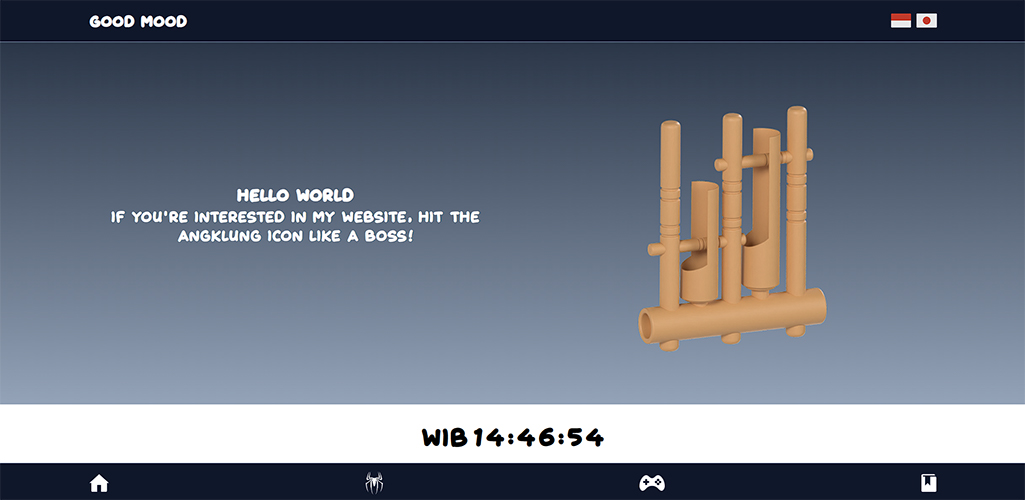 GOOD MOOD
HELLO WORLD
IF YOU'RE INTERESTED IN MY WEBSITE, HIT THE
ANGKLUNG ICON LIKE A BOSS!
WIB 14:46:54